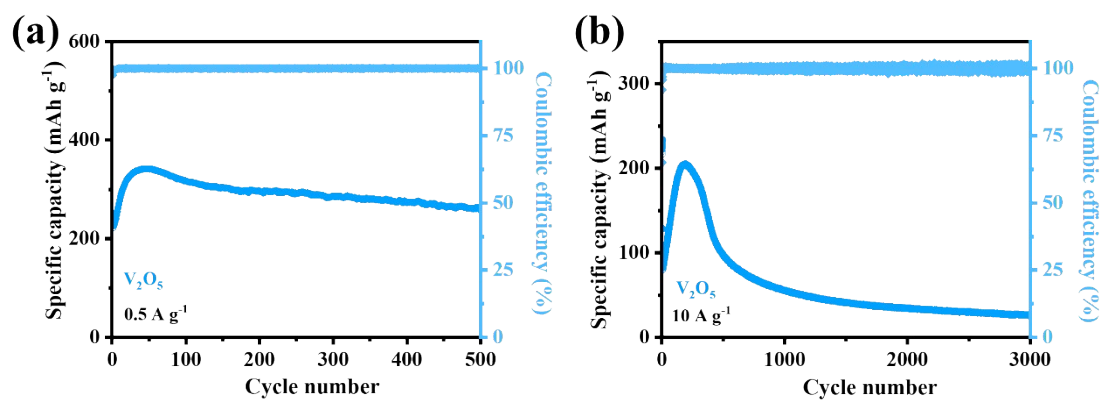 (a)
600
400
200
0
Specific capacity (mAh g⁻¹)
V₂O₅
0.5 A g⁻¹
0 100 200 300 400 500
Cycle number
100
75
50
25
0
Coulombic efficiency (%)
(b)
300
200
100
0
Specific capacity (mAh g⁻¹)
V₂O₅
10 A g⁻¹
0 1000 2000 3000
Cycle number
100
75
50
25
0
Coulombic efficiency (%)